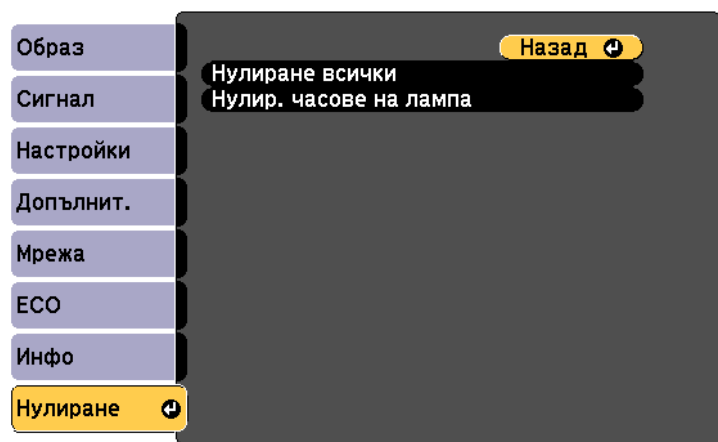 Образ
Сигнал
Настройки
Допълнит.
Мрежа
ECO
Инфо
Нулиране
Назад
Нулиране всички
Нулир. часове на лампа